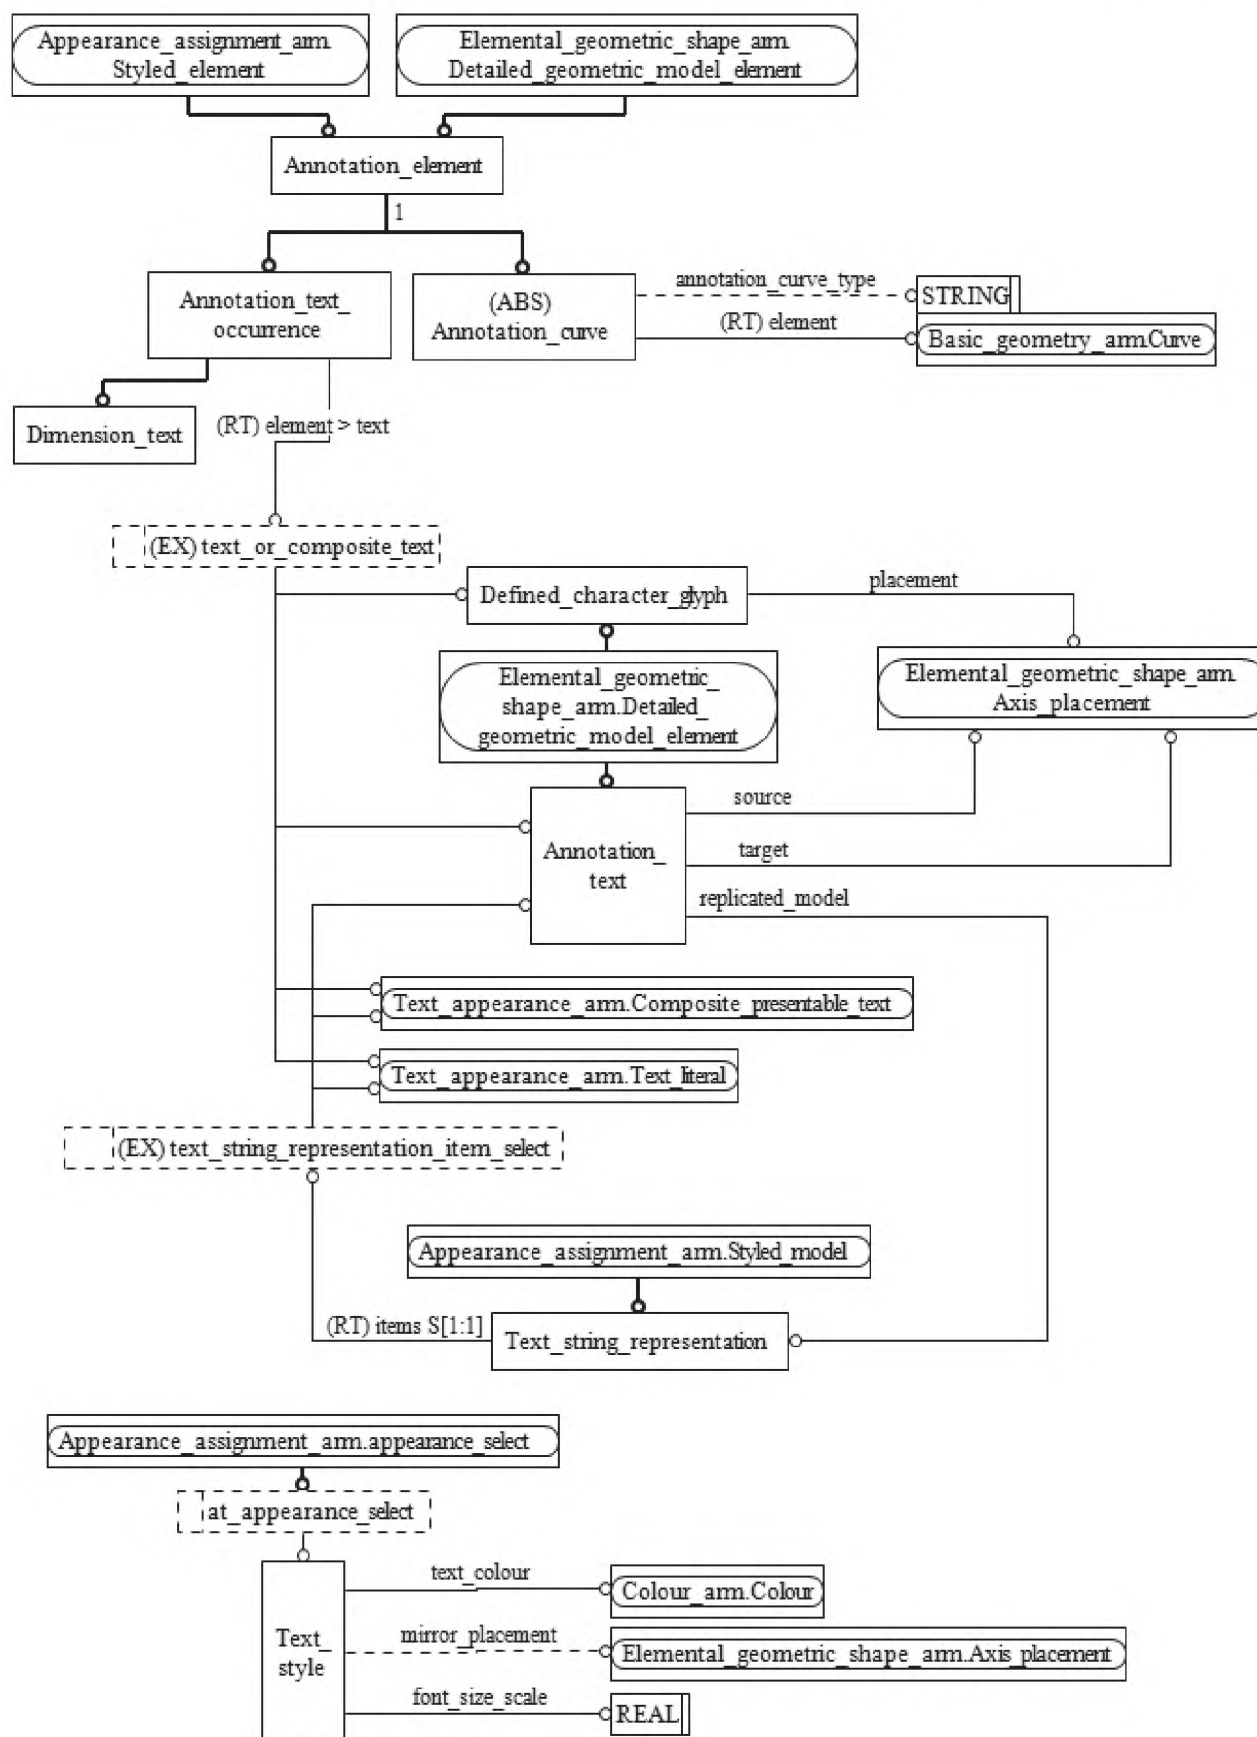 Appearance_assignment_arm.
Styled_element
Elemental_geometric_shape_arm.
Detailed_geometric_model_element
Annotation_element
1
Annotation_text_
occurrence
(ABS)
Annotation_curve
annotation_curve_type
STRING
(RT) element
Basic_geometry_arm.Curve
Dimension_text
(RT) element > text
(EX) text_or_composite_text
Defined_character_glyph
placement
Elemental_geometric_
shape_arm.Detailed_
geometric_model_element
Elemental_geometric_shape_arm.
Axis_placement
source
Annotation_
text
target
replicated_model
Text_appearance_arm.Composite_presentable_text
Text_appearance_arm.Text_literal
(EX) text_string_representation_item_select
Appearance_assignment_arm.Styled_model
(RT) items S[1:1]
Text_string_representation
Appearance_assignment_arm.appearance_select
at_appearance_select
Text_
style
text_colour
Colour_arm.Colour
mirror_placement
Elemental_geometric_shape_arm.Axis_placement
font_size_scale
REAL